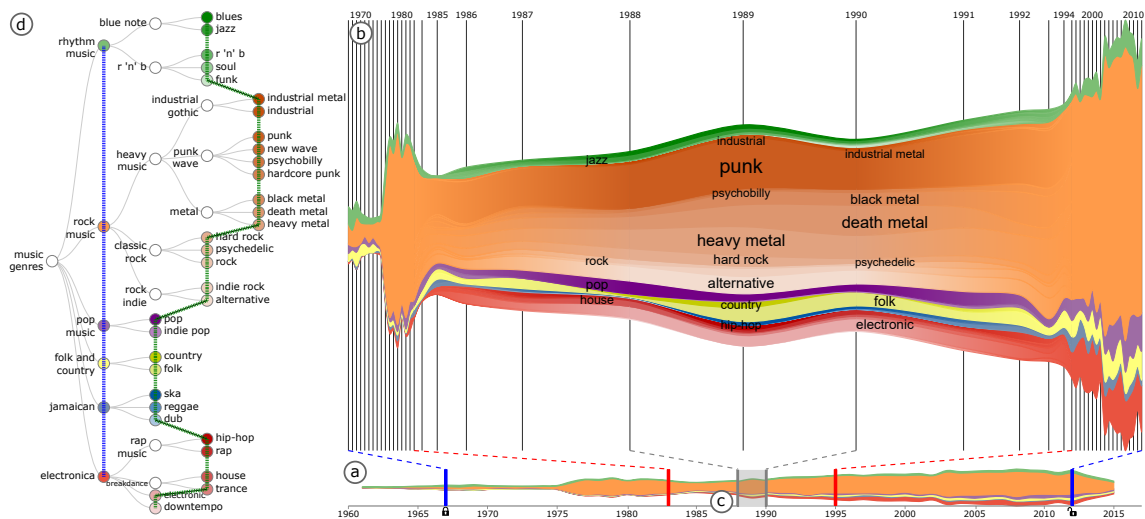 d
blue note
blues
jazz
rhythm
music
r 'n' b
r 'n' b
soul
funk
industrial
gothic
industrial metal
industrial
heavy
music
punk
wave
punk
new wave
psychobilly
hardcore punk
metal
black metal
death metal
heavy metal
rock
music
classic
rock
hard rock
psychedelic
rock
music
genres
rock
indie
indie rock
alternative
pop
music
pop
indie pop
folk and
country
country
folk
jamaican
ska
reggae
dub
rap
music
hip-hop
rap
electronica
breakdance
house
trance
electronic
downtempo
1970 1980 1985 1986 1987 1988 1989 1990 1991 1992 1994 2000 2010
b
jazz
industrial
industrial metal
punk
psychobilly
black metal
death metal
heavy metal
rock
hard rock
psychedelic
pop
alternative
house
country
folk
hip-hop
electronic
a
c
1960 1965 1970 1975 1980 1985 1990 1995 2000 2005 2010 2015